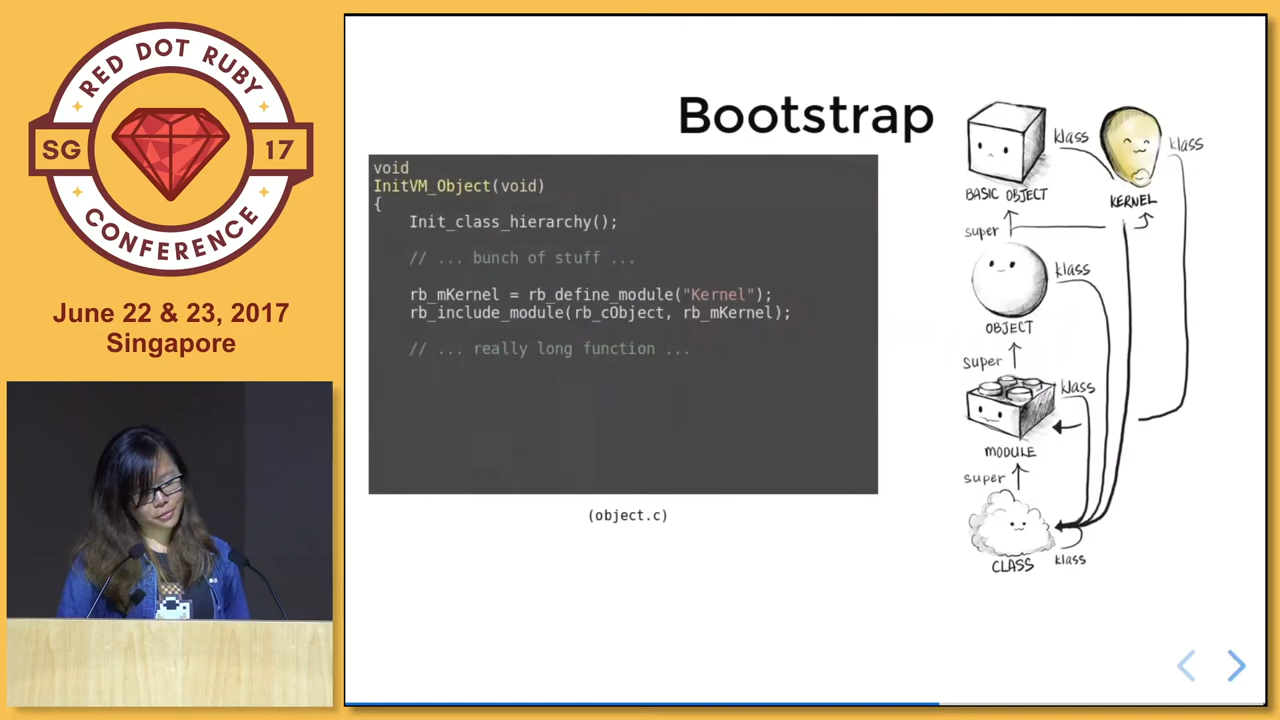 RED DOT RUBY
SG
17
CONFERENCE
June 22 & 23, 2017
Singapore
Bootstrap
void
InitVM_Object(void)
{
Init_class_hierarchy();
// ... bunch of stuff ...
rb_mKernel = rb_define_module("Kernel");
rb_include_module(rb_cObject, rb_mKernel);
// ... really long function ...
(object.c)
klass
klass
BASIC OBJECT
KERNEL
super
klass
OBJECT
super
klass
MODULE
super
CLASS
klass